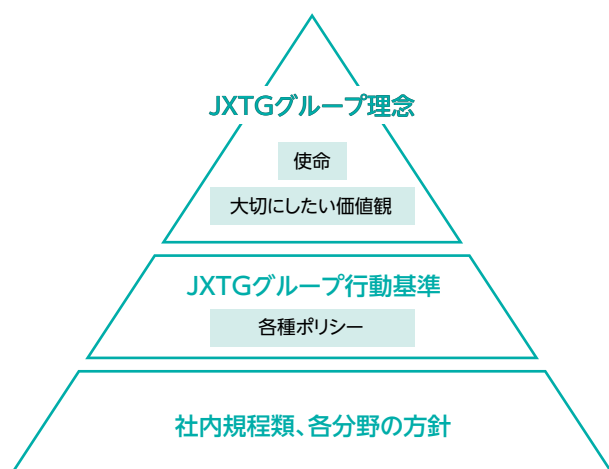 JXTGグループ理念
使命
大切にしたい価値観
JXTGグループ行動基準
各種ポリシー
社内規程類、各分野の方針